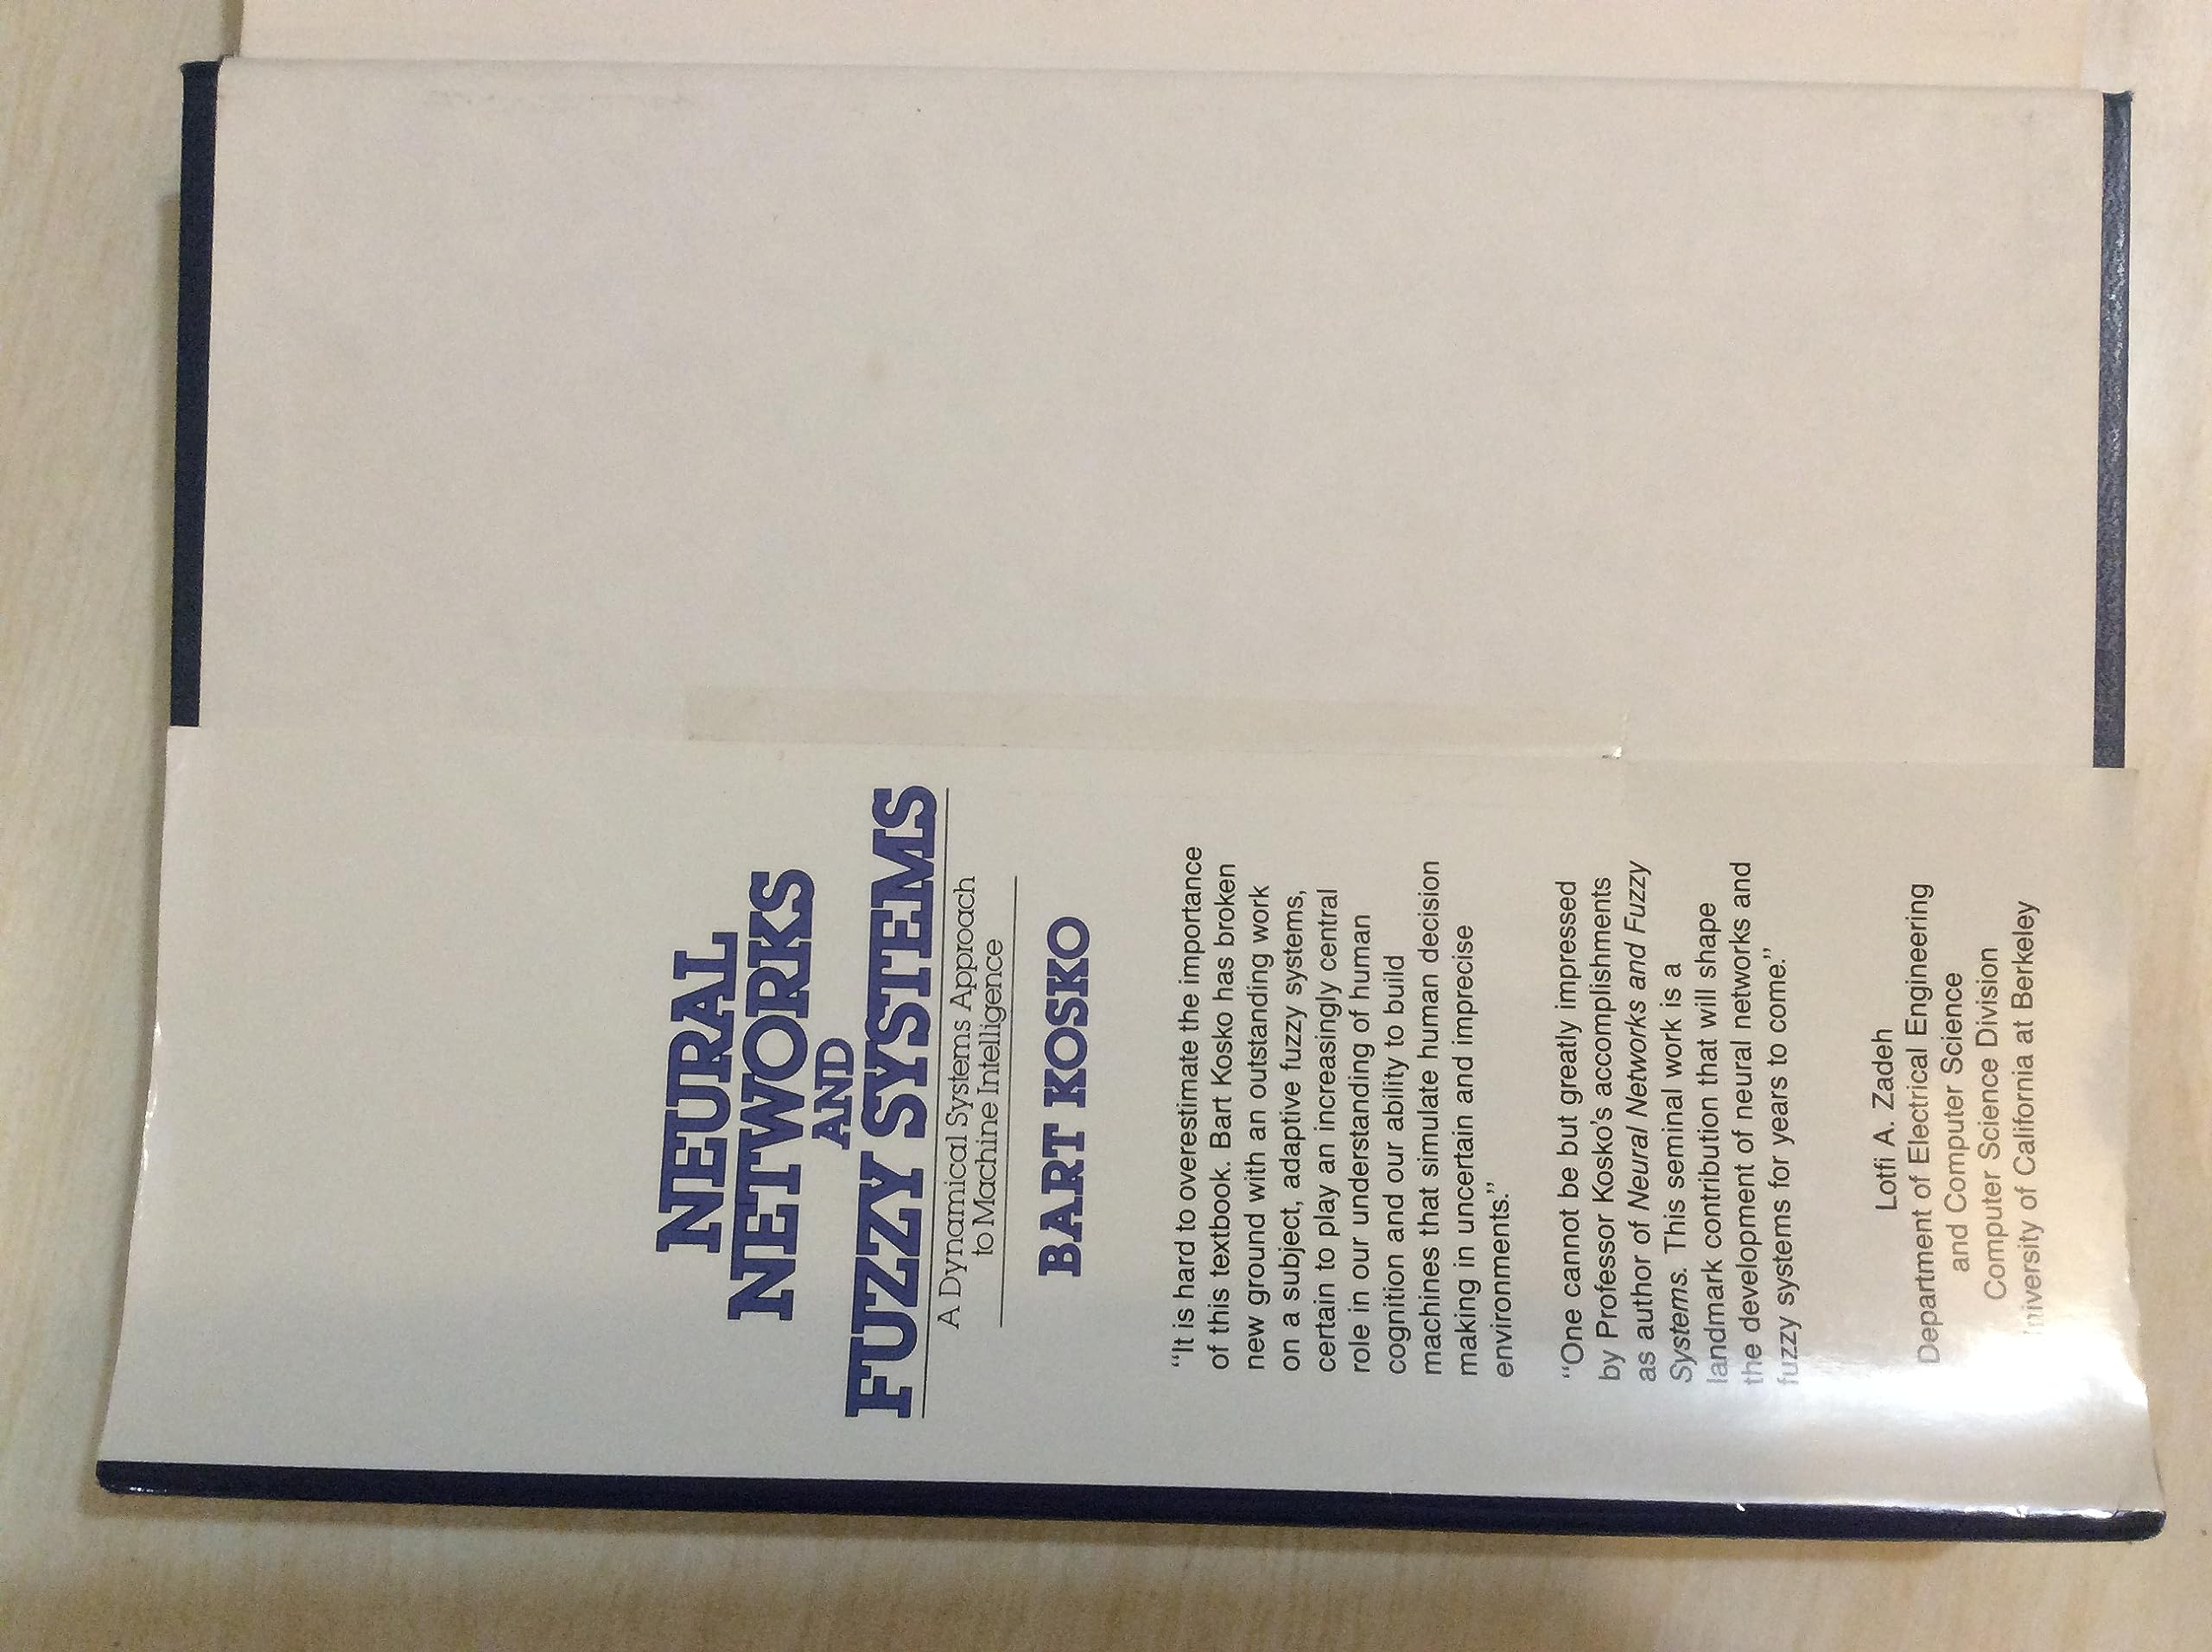 NEURAL
NETWORKS
AND
FUZZY SYSTEMS
A Dynamical Systems Approach
to Machine Intelligence
BART KOSKO
“It is hard to overestimate the importance
of this textbook. Bart Kosko has broken
new ground with an outstanding work
on a subject, adaptive fuzzy systems,
certain to play an increasingly central
role in our understanding of human
cognition and our ability to build
machines that simulate human decision
making in uncertain and imprecise
environments.”
“One cannot be but greatly impressed
by Professor Kosko’s accomplishments
as author of Neural Networks and Fuzzy
Systems. This seminal work is a
landmark contribution that will shape
the development of neural networks and
fuzzy systems for years to come.”
Lotfi A. Zadeh
Department of Electrical Engineering
and Computer Science
Computer Science Division
University of California at Berkeley